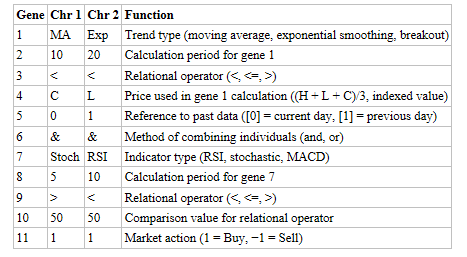 Gene Chr 1 Chr 2 Function
1 MA Exp Trend type (moving average, exponential smoothing, breakout)
2 10 20 Calculation period for gene 1
3 < < Relational operator (<, <=, >)
4 C L Price used in gene 1 calculation ((H + L + C)/3, indexed value)
5 0 1 Reference to past data ([0] = current day, [1] = previous day)
6 & & Method of combining individuals (and, or)
7 Stoch RSI Indicator type (RSI, stochastic, MACD)
8 5 10 Calculation period for gene 7
9 > < Relational operator (<, <=, >)
10 50 50 Comparison value for relational operator
11 1 1 Market action (1 = Buy, −1 = Sell)